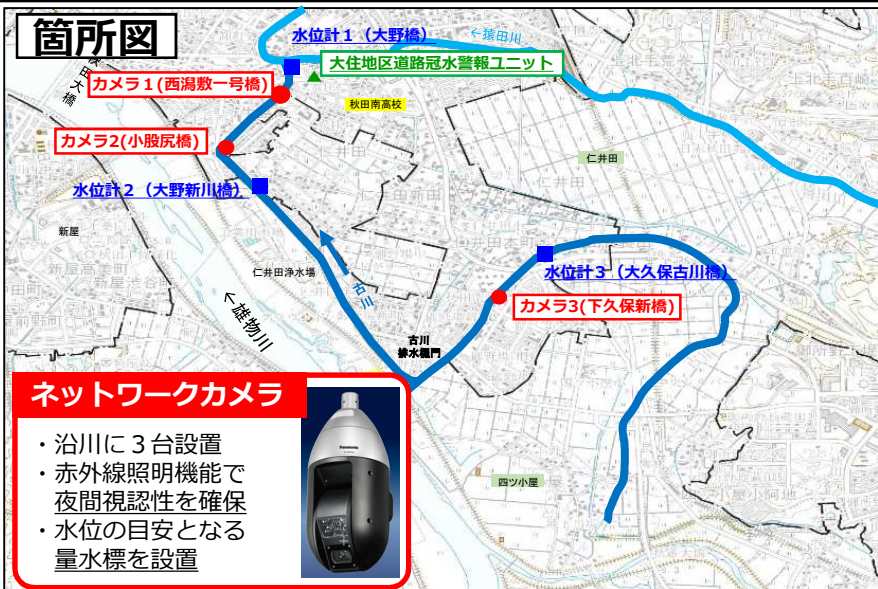 箇所図
水位計１（大野橋）
←猿田川
大住地区道路冠水警報ユニット
カメラ１(西潟敷一号橋)
秋田大橋
秋田南高校
カメラ2(小股尻橋)
仁井田
水位計２（大野新川橋）
新屋
仁井田浄水場
古川
水位計３（大久保古川橋）
カメラ3(下久保新橋)
←雄物川
古川
排水樋門
ネットワークカメラ
・沿川に３台設置
・赤外線照明機能で
夜間視認性を確保
・水位の目安となる
量水標を設置
Panasonic
四ツ小屋